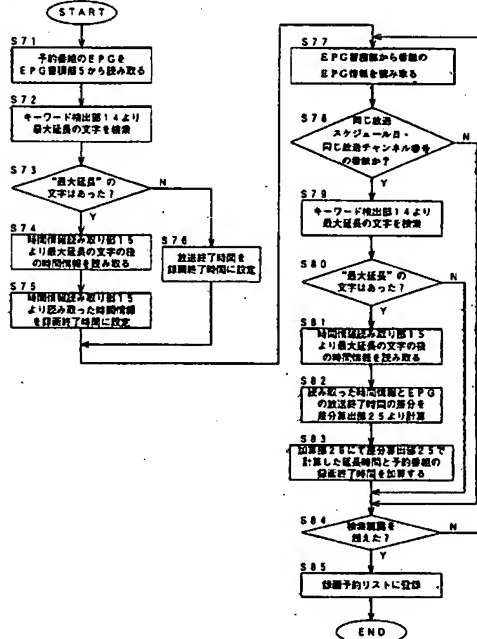 START
S71
予約番組のEPGを
EPG蓄積部5から読み取る
S72
キーワード検出部14より
最大延長の文字を検索
S73
“最大延長”の
文字はあった?
N
Y
S74
時間情報読み取り部15
より最大延長の文字の後
の時間情報を読み取る
S76
放送終了時間を
録画終了時間に設定
S75
時間情報読み取り部15
より読み取った時間情報
を録画終了時間に設定
S77
EPG蓄積部から番組の
EPG情報を読み取る
S78
同じ放送
スケジュール日・
同じ放送チャンネル番号
の番組か?
N
Y
S79
キーワード検出部14より
最大延長の文字を検索
S80
“最大延長”の
文字はあった?
N
Y
S81
時間情報読み取り部15
より最大延長の文字の後
の時間情報を読み取る
S82
読み取った時間情報とEPG
の放送終了時間の差分を
差分算出部25より計算
S83
加算部26にて差分算出部25で
計算した延長時間と予約番組の
録画終了時間を加算する
S84
検索範囲を
超えた?
N
Y
S85
録画予約リストに登録
END